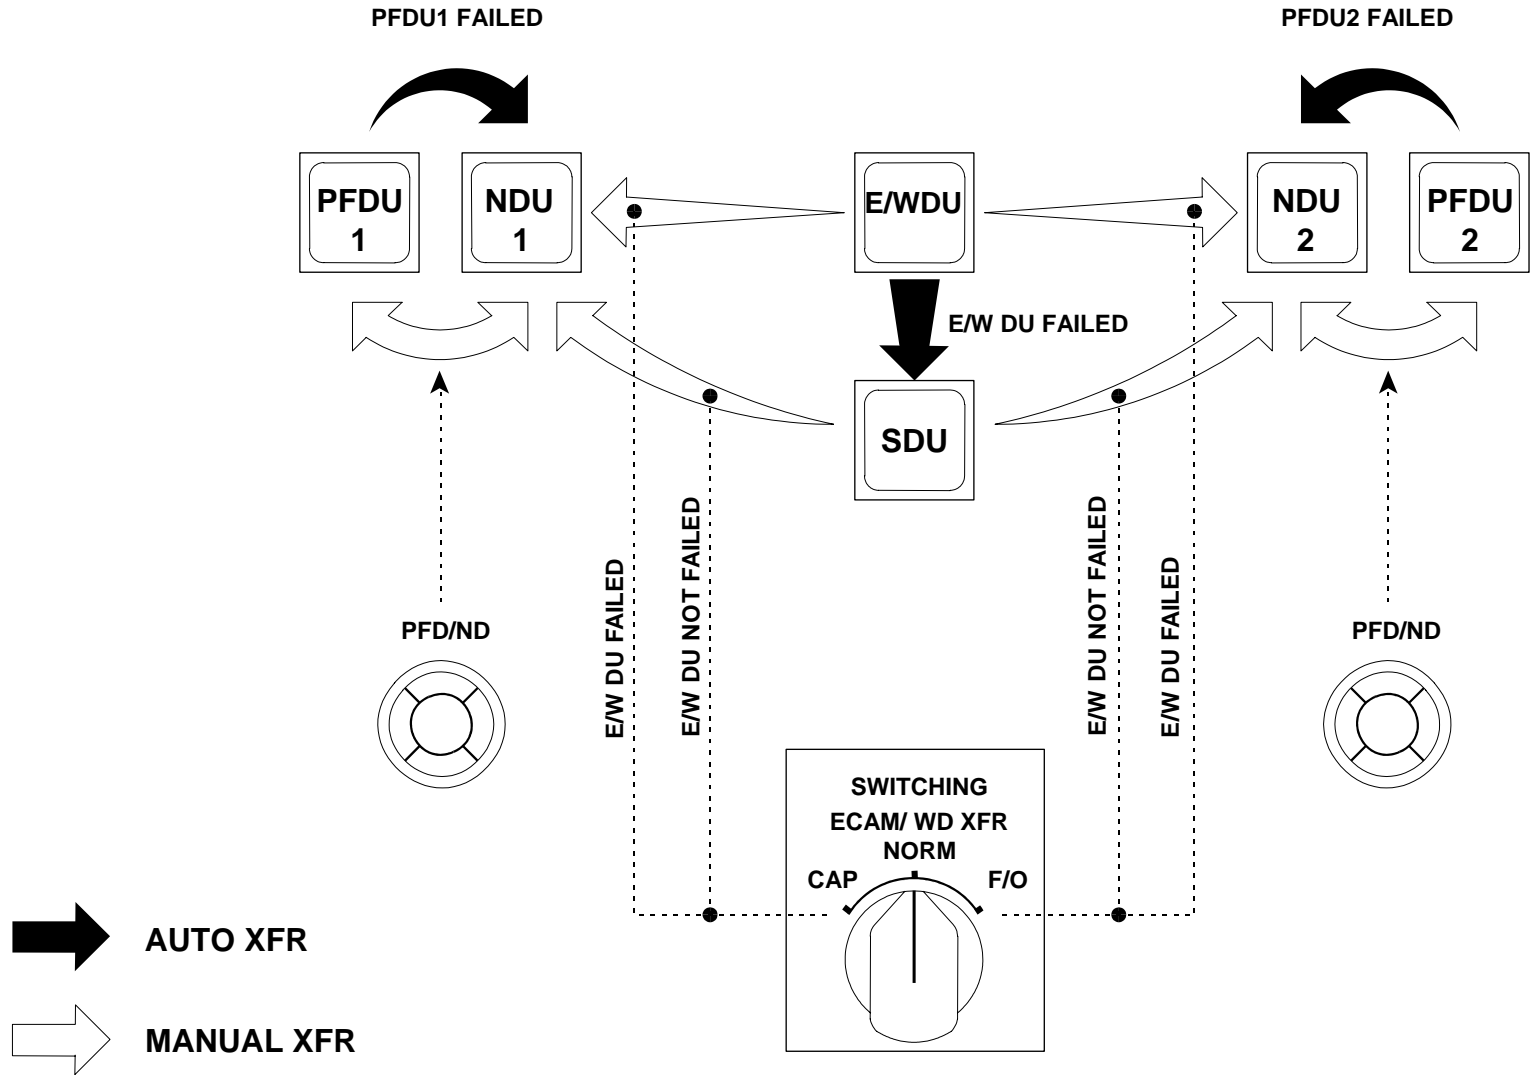 PFDU1 FAILED
PFDU2 FAILED
PFDU
1
NDU
1
E/WDU
NDU
2
PFDU
2
E/W DU FAILED
SDU
E/W DU FAILED
E/W DU NOT FAILED
E/W DU NOT FAILED
E/W DU FAILED
PFD/ND
PFD/ND
SWITCHING
ECAM/ WD XFR
NORM
CAP
F/O
AUTO XFR
MANUAL XFR